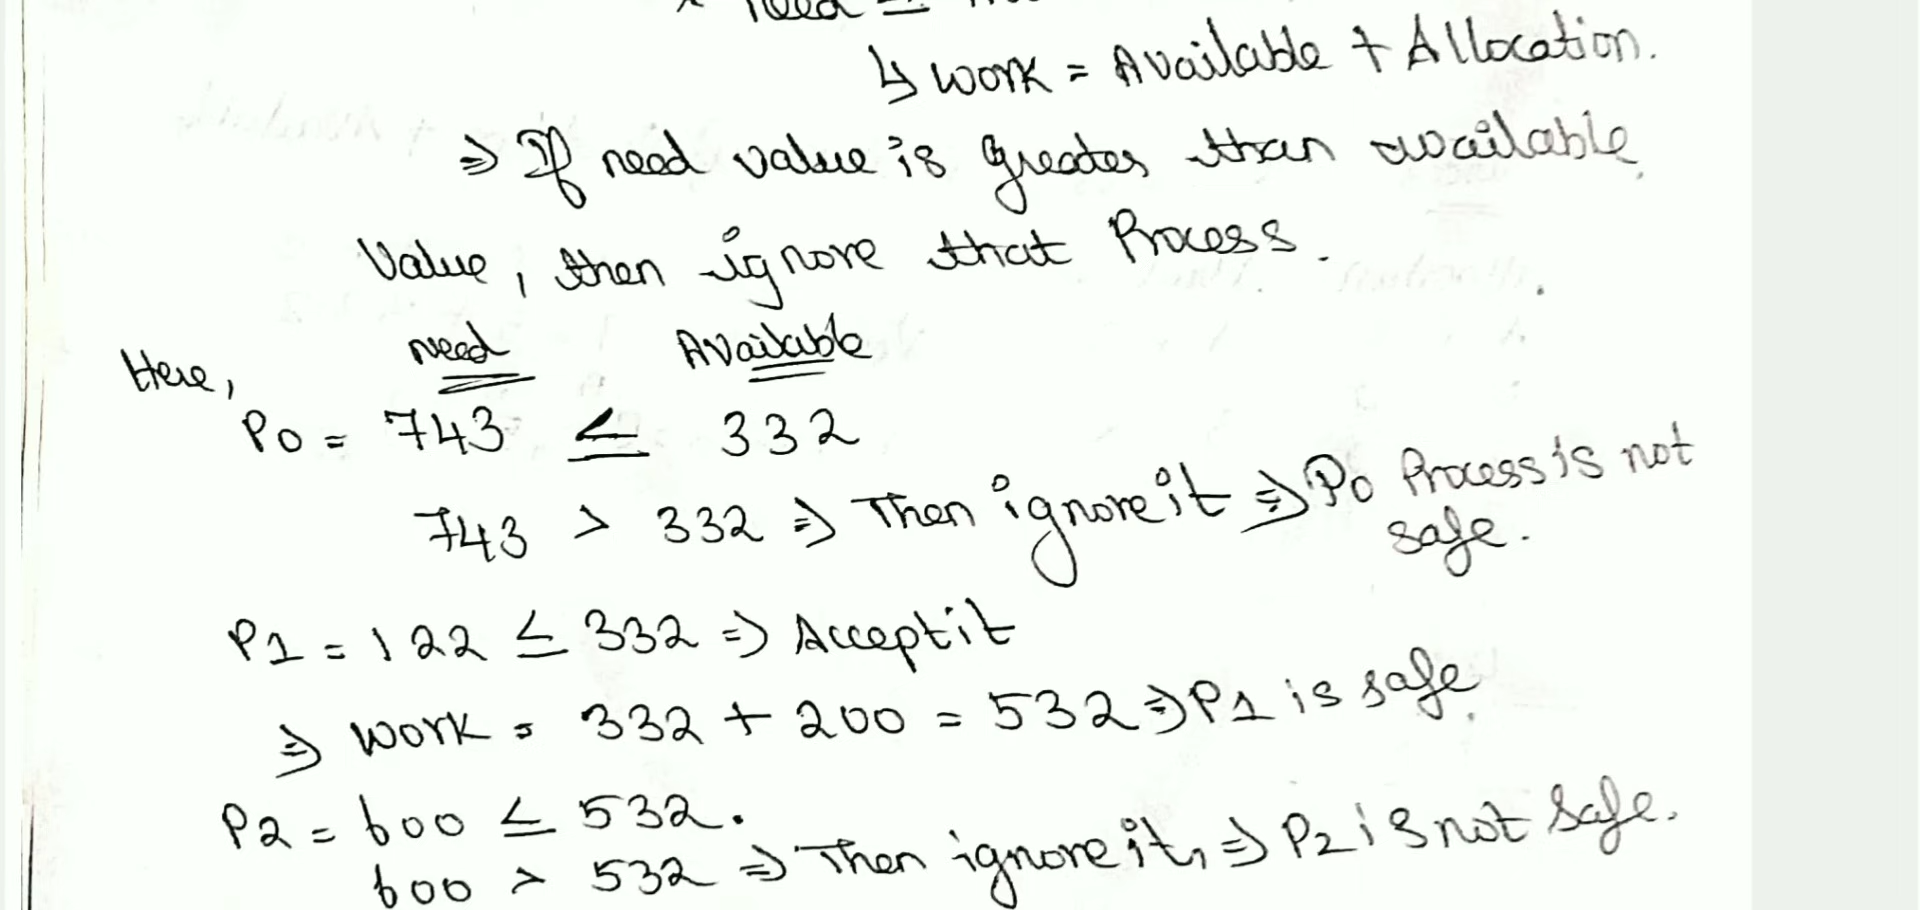 need ≤
↳ work = Available + Allocation.
⇒ If need value is greater than available
Value, then ignore that Process.
Here, need Available
P0 = 743 ≤ 332
743 > 332 ⇒ Then ignore it ⇒ P0 Process is not
safe.
P1 = 122 ≤ 332 ⇒ Accept it
⇒ work = 332 + 200 = 532 ⇒ P1 is safe.
P2 = 600 ≤ 532.
600 > 532 ⇒ Then ignore it, ⇒ P2 is not safe.